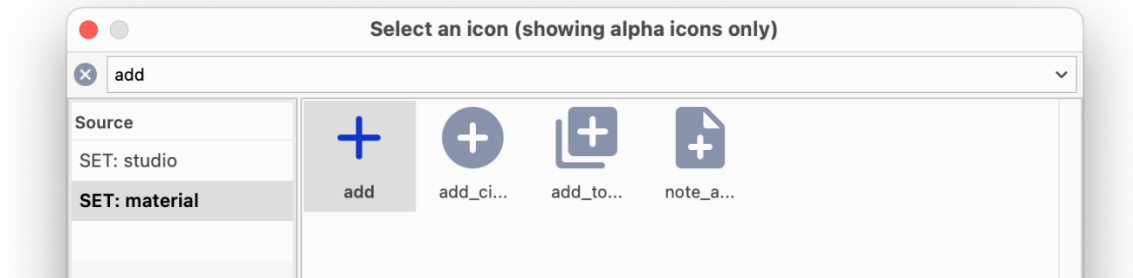 Select an icon (showing alpha icons only)
add
Source
SET: studio
SET: material
add
add_ci...
add_to...
note_a...